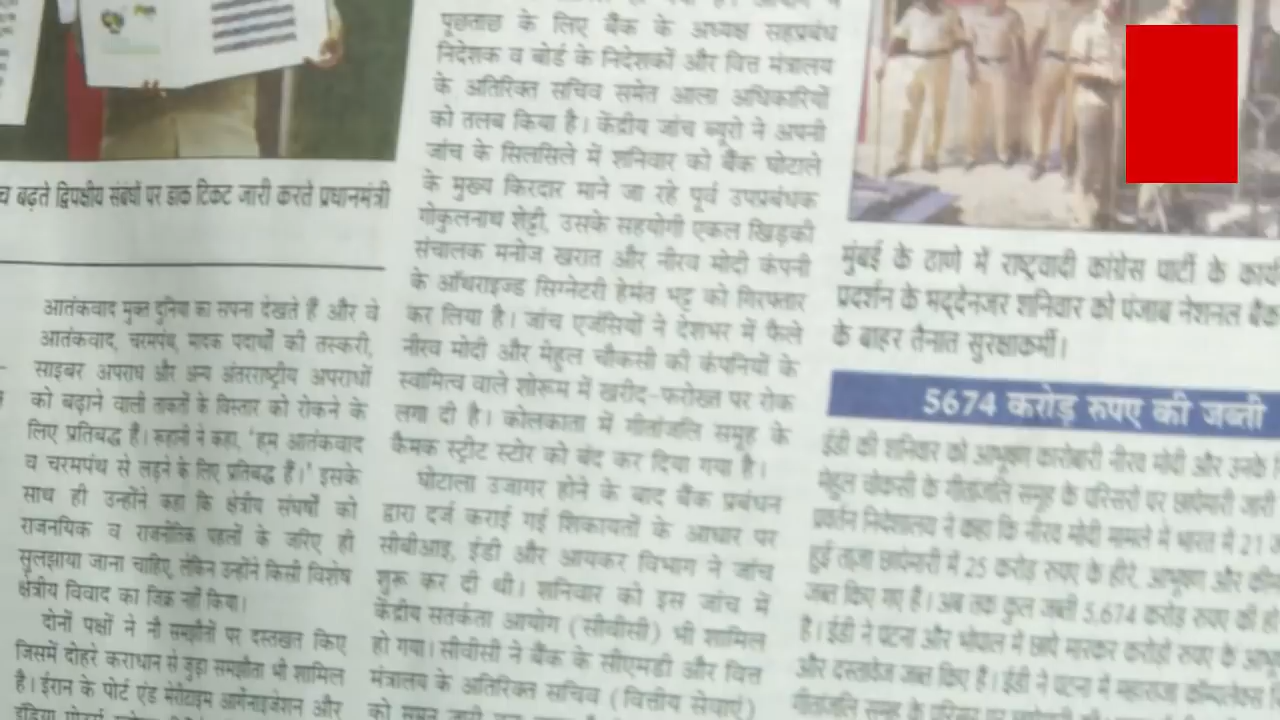 च बढ़ते द्विपक्षीय संबंधों पर डाक टिकट जारी करते प्रधानमंत्री
आतंकवाद मुक्त दुनिया का सपना देखते हैं और वे
आतंकवाद, चरमपंथ, मादक पदार्थों की तस्करी,
साइबर अपराध और अन्य अंतरराष्ट्रीय अपराधों
को बढ़ाने वाली ताकतों के विस्तार को रोकने के
लिए प्रतिबद्ध हैं। रूहानी ने कहा, 'हम आतंकवाद
व चरमपंथ से लड़ने के लिए प्रतिबद्ध हैं।' इसके
साथ ही उन्होंने कहा कि क्षेत्रीय संघर्षों को
राजनयिक व राजनीतिक पहलों के जरिए ही
सुलझाया जाना चाहिए, लेकिन उन्होंने किसी विशेष
क्षेत्रीय विवाद का जिक्र नहीं किया।
दोनों पक्षों ने नौ समझौतों पर दस्तखत किए
जिसमें दोहरे कराधान से जुड़ा समझौता भी शामिल
है। ईरान के पोर्ट एंड मेरीटाइम आर्गेनाइजेशन और
पूछताछ के लिए बैंक के अध्यक्ष सहप्रबंध
निदेशक व बोर्ड के निदेशकों और वित्त मंत्रालय
के अतिरिक्त सचिव समेत आला अधिकारियों
को तलब किया है। केंद्रीय जांच ब्यूरो ने अपनी
जांच के सिलसिले में शनिवार को बैंक घोटाले
के मुख्य किरदार माने जा रहे पूर्व उपप्रबंधक
गोकुलनाथ शेट्टी, उसके सहयोगी एकल खिड़की
संचालक मनोज खरात और नीरव मोदी कंपनी
के ऑथराइज्ड सिग्नेटरी हेमंत भट्ट को गिरफ्तार
कर लिया है। जांच एजंसियों ने देशभर में फैले
नीरव मोदी और मेहुल चौकसी की कंपनियों के
स्वामित्व वाले शोरूम में खरीद-फरोख्त पर रोक
लगा दी है। कोलकाता में गीतांजलि समूह के
कैमक स्ट्रीट स्टोर को बंद कर दिया गया है।
घोटाला उजागर होने के बाद बैंक प्रबंधन
द्वारा दर्ज कराई गई शिकायतों के आधार पर
सीबीआइ, ईडी और आयकर विभाग ने जांच
शुरू कर दी थी। शनिवार को इस जांच में
केंद्रीय सतर्कता आयोग (सीवीसी) भी शामिल
हो गया। सीवीसी ने बैंक के सीएमडी और वित्त
मंत्रालय के अतिरिक्त सचिव (वित्तीय सेवाएं)
मुंबई के ठाणे में राष्ट्रवादी कांग्रेस पार्टी के
प्रदर्शन के मद्देनजर शनिवार को पंजाब नेशनल बैंक
के बाहर तैनात सुरक्षाकर्मी।
5674 करोड़ रुपए की जब्ती
ईडी की शनिवार को आभूषण कारोबारी नीरव मोदी और उनके
मेहुल चोकसी के गीतांजलि समूह के परिसरों पर छापेमारी जारी
प्रवर्तन निदेशालय ने कहा कि नीरव मोदी मामले में भारत में 21
हुई ताजा छापेमारी में 25 करोड़ रुपए के हीरे, आभूषण और
जब्त किए गए हैं। अब तक कुल जब्ती 5,674 करोड़ रुपए की
है। ईडी ने पटना और भोपाल में छापे मारकर करोड़ों रुपए के
और दस्तावेज जब्त किए हैं। ईडी ने पटना में महाराजा कॉम्पलेक्स